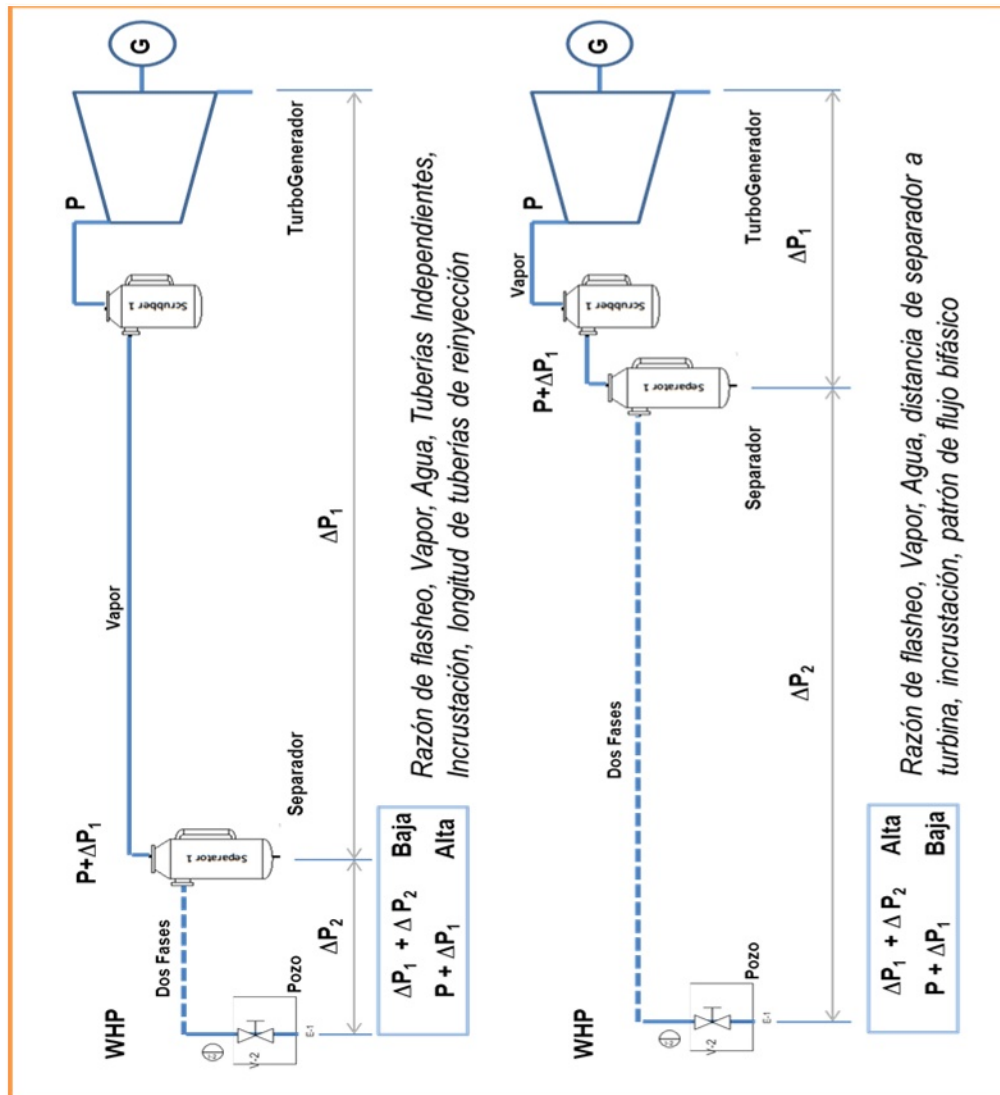 WHP
Dos Fases
P+ΔP1
Vapor
P
G
Separator 1
Scrubber 1
V-2
E-1
Pozo
Separador
TurboGenerador
ΔP2
ΔP1
ΔP1 + ΔP2 Baja
P + ΔP1 Alta
Razón de flasheo, Vapor, Agua, Tuberías Independientes,
Incrustación, longitud de tuberías de reinyección
WHP
Dos Fases
P+ΔP1
Vapor
P
G
Separator 1
Scrubber 1
V-2
E-1
Pozo
Separador
TurboGenerador
ΔP2
ΔP1
ΔP1 + ΔP2 Alta
P + ΔP1 Baja
Razón de flasheo, Vapor, Agua, distancia de separador a
turbina, incrustación, patrón de flujo bifásico